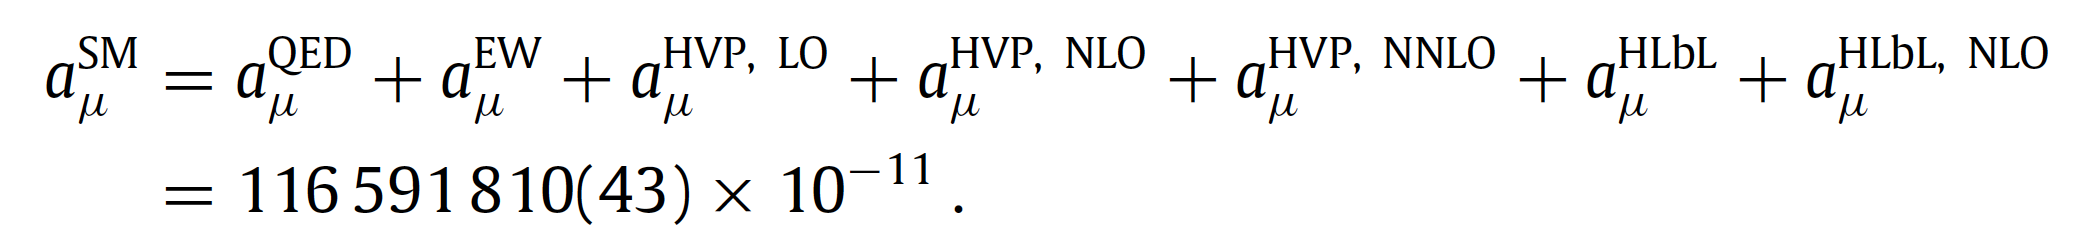 a_μ^SM = a_μ^QED + a_μ^EW + a_μ^HVP, LO + a_μ^HVP, NLO + a_μ^HVP, NNLO + a_μ^HLbL + a_μ^HLbL, NLO
= 116 591 810(43) × 10^−11 .